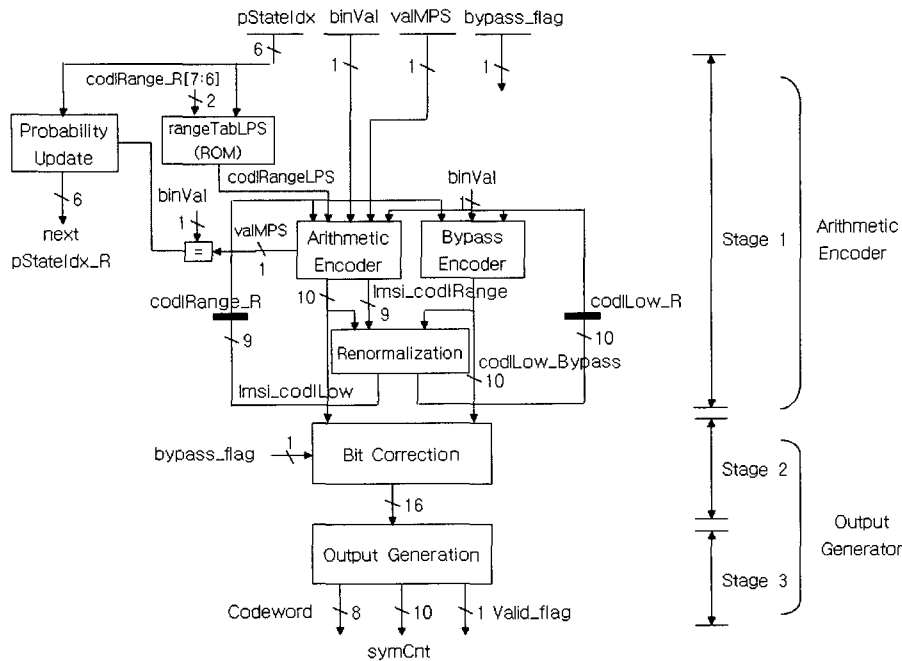 pStateIdx binVal valMPS bypass_flag
6 1 1 1
codIRange_R[7:6]
2
Probability
Update
rangeTabLPS
(ROM)
codIRangeLPS
6
next
pStateIdx_R
binVal
1
=
valMPS
1
binVal
1
Arithmetic
Encoder
Bypass
Encoder
codIRange_R
9
10
lmsi_codIRange
9
codILow_R
10
Renormalization
codILow_Bypass
10
lmsi_codILow
bypass_flag
1
Bit Correction
16
Output Generation
Codeword
8
10
1
Valid_flag
symCnt
Stage 1
Arithmetic
Encoder
Stage 2
Output
Generator
Stage 3